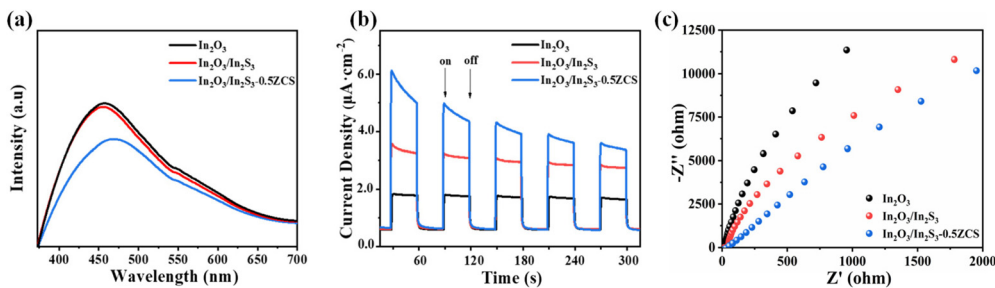 (a)
In₂O₃
In₂O₃/In₂S₃
In₂O₃/In₂S₃-0.5ZCS
Intensity (a.u)
400 450 500 550 600 650 700
Wavelength (nm)
(b)
In₂O₃
In₂O₃/In₂S₃
In₂O₃/In₂S₃-0.5ZCS
on off
Current Density (μA·cm⁻²)
6.0
4.0
2.0
0.0
60 120 180 240 300
Time (s)
(c)
12500
10000
7500
5000
2500
0
-Z'' (ohm)
In₂O₃
In₂O₃/In₂S₃
In₂O₃/In₂S₃-0.5ZCS
0 500 1000 1500 2000
Z' (ohm)